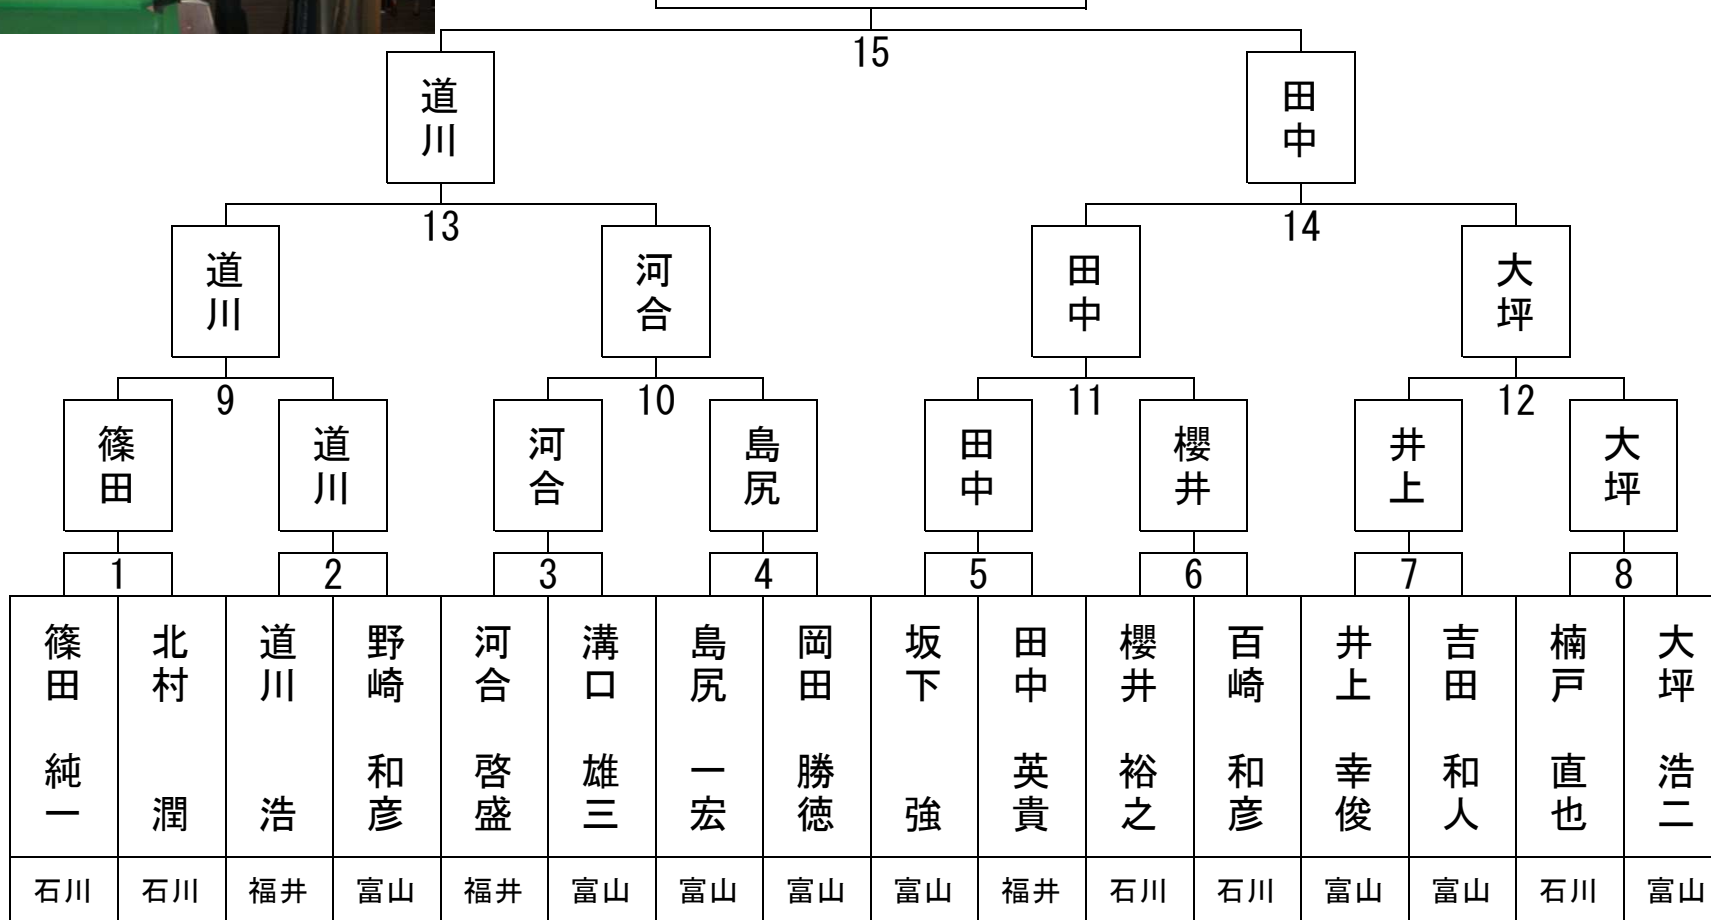 15
道川
田中
13
14
道川
河合
田中
大坪
9
10
11
12
篠田
道川
河合
島尻
田中
櫻井
井上
大坪
1
2
3
4
5
6
7
8
篠田 純一
北村 潤
道川 浩
野崎 和彦
河合 啓盛
溝口 雄三
島尻 一宏
岡田 勝徳
坂下 強
田中 英貴
櫻井 裕之
百崎 和彦
井上 幸俊
吉田 和人
楠戸 直也
大坪 浩二
石川
石川
福井
富山
福井
富山
富山
富山
富山
福井
石川
石川
富山
富山
石川
富山